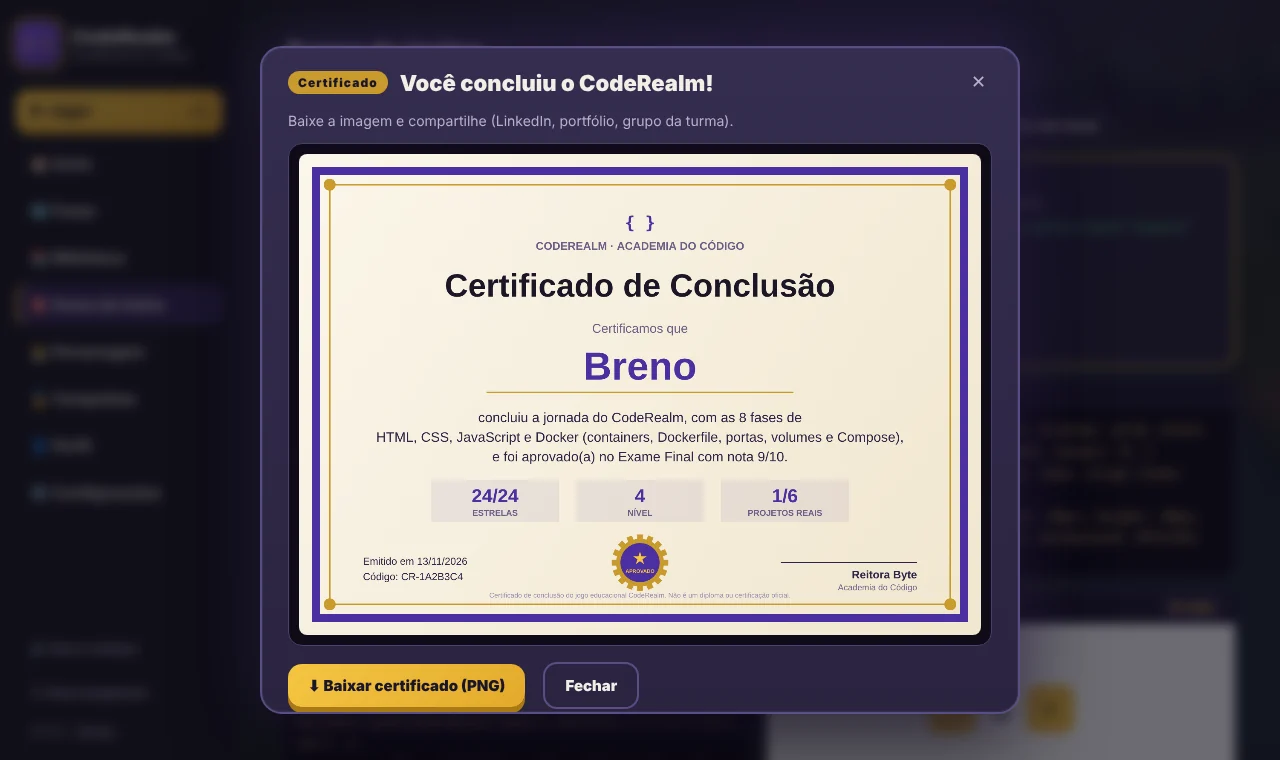 Certificado
Você concluiu o CodeRealm!
✕
Baixe a imagem e compartilhe (LinkedIn, portfólio, grupo da turma).
{ }
CODEREALM · ACADEMIA DO CÓDIGO
Certificado de Conclusão
Certificamos que
Breno
concluiu a jornada do CodeRealm, com as 8 fases de
HTML, CSS, JavaScript e Docker (containers, Dockerfile, portas, volumes e Compose),
e foi aprovado(a) no Exame Final com nota 9/10.
24/24
ESTRELAS
4
NÍVEL
1/6
PROJETOS REAIS
Emitido em 13/11/2026
Código: CR-1A2B3C4
APROVADO
Reitora Byte
Academia do Código
Certificado de conclusão do jogo educacional CodeRealm. Não é um diploma ou certificação oficial.
⬇ Baixar certificado (PNG)
Fechar